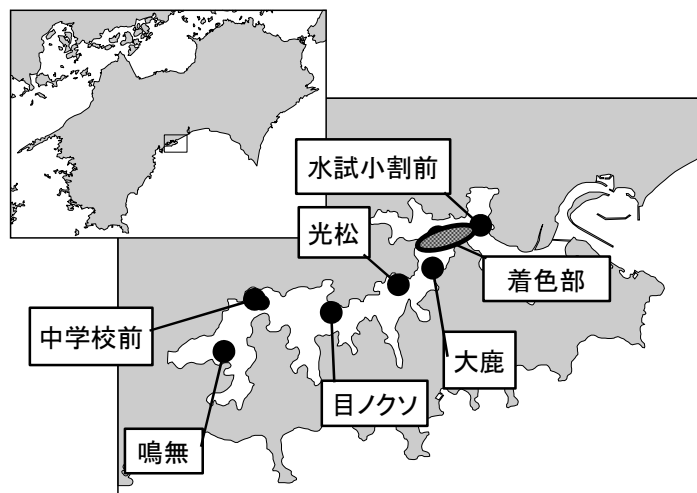 水試小割前
光松
着色部
中学校前
大鹿
目ノクソ
鳴無